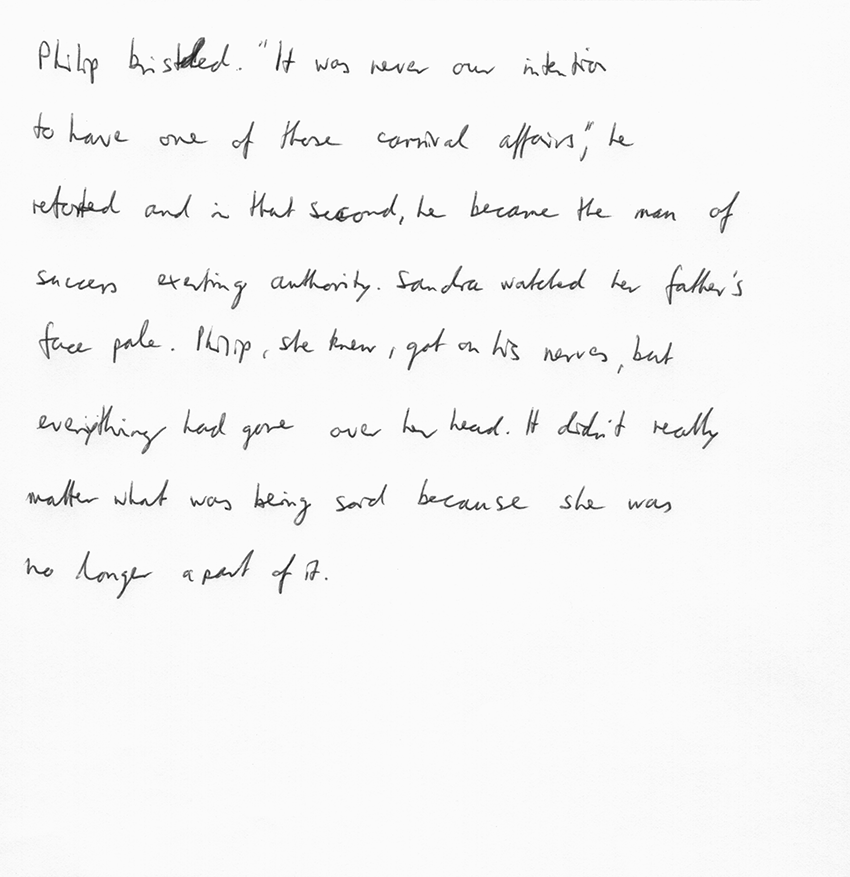 Philip bristled. "It was never our intention
to have one of those carnival affairs", he
retorted and in that second, he became the man of
success exerting authority. Sandra watched her father's
face pale. Philip, she knew, got on his nerves, but
everything had gone over her head. It didn't really
matter what was being said because she was
no longer a part of it.